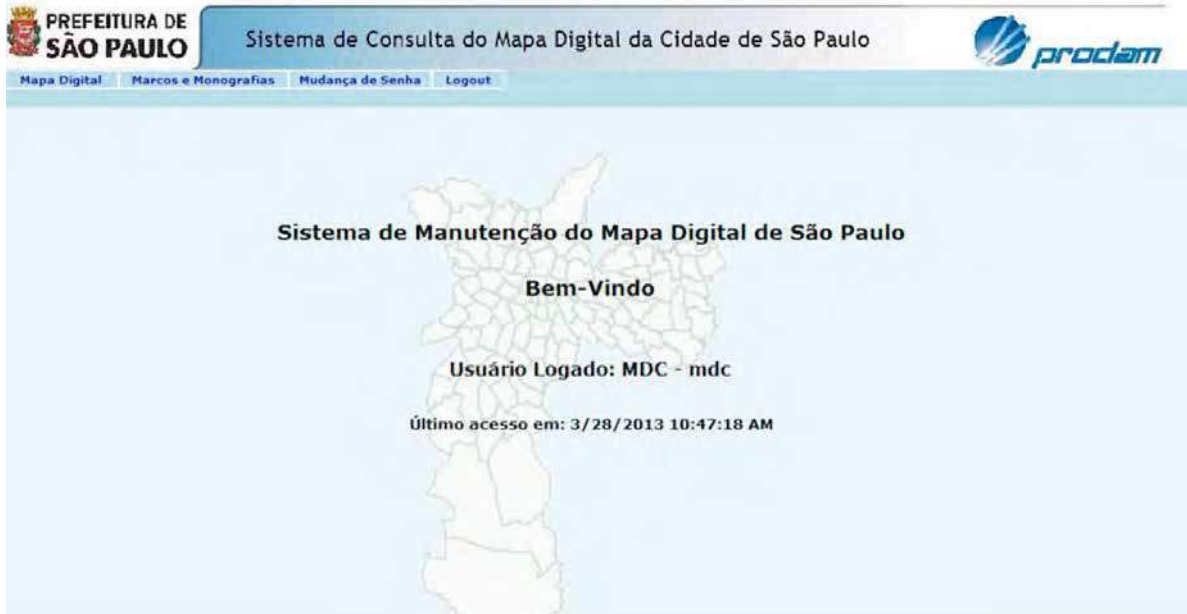 PREFEITURA DE
SÃO PAULO
Sistema de Consulta do Mapa Digital da Cidade de São Paulo
prodam
Mapa Digital Marcos e Monografias Mudança de Senha Logout
Sistema de Manutenção do Mapa Digital de São Paulo
Bem-Vindo
Usuário Logado: MDC - mdc
Último acesso em: 3/28/2013 10:47:18 AM